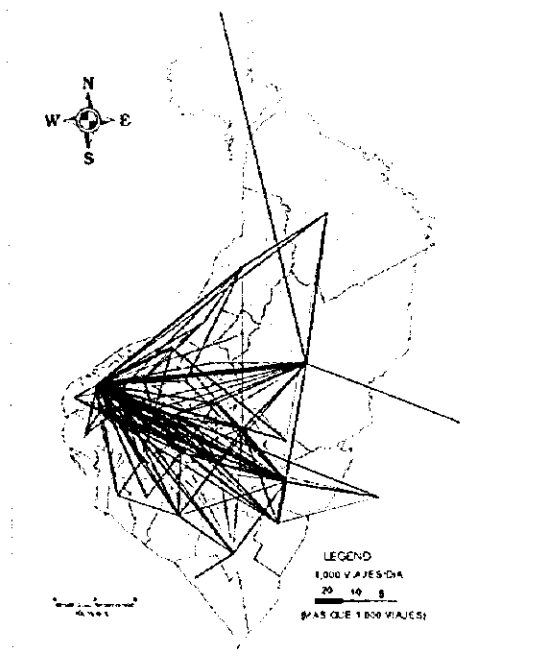 N
W E
S
LEGEND
1,000 VIAJES/DIA
20 10 5
(MAS QUE 1 000 VIAJES)